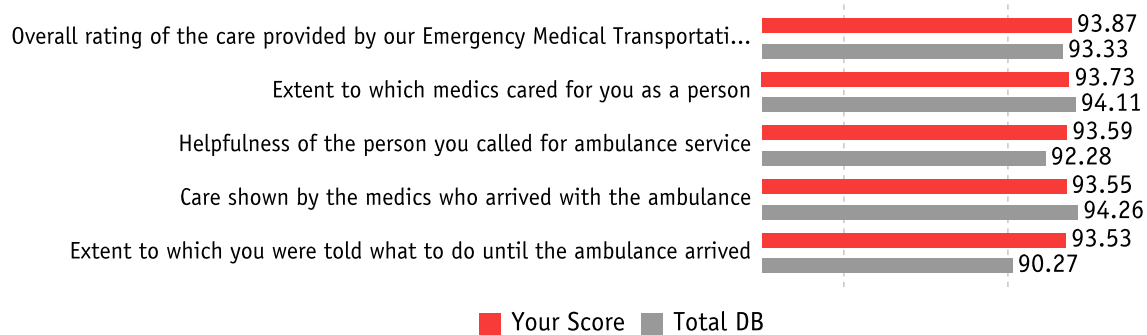 Overall rating of the care provided by our Emergency Medical Transportati...
93.87
93.33
Extent to which medics cared for you as a person
93.73
94.11
Helpfulness of the person you called for ambulance service
93.59
92.28
Care shown by the medics who arrived with the ambulance
93.55
94.26
Extent to which you were told what to do until the ambulance arrived
93.53
90.27
Your Score Total DB